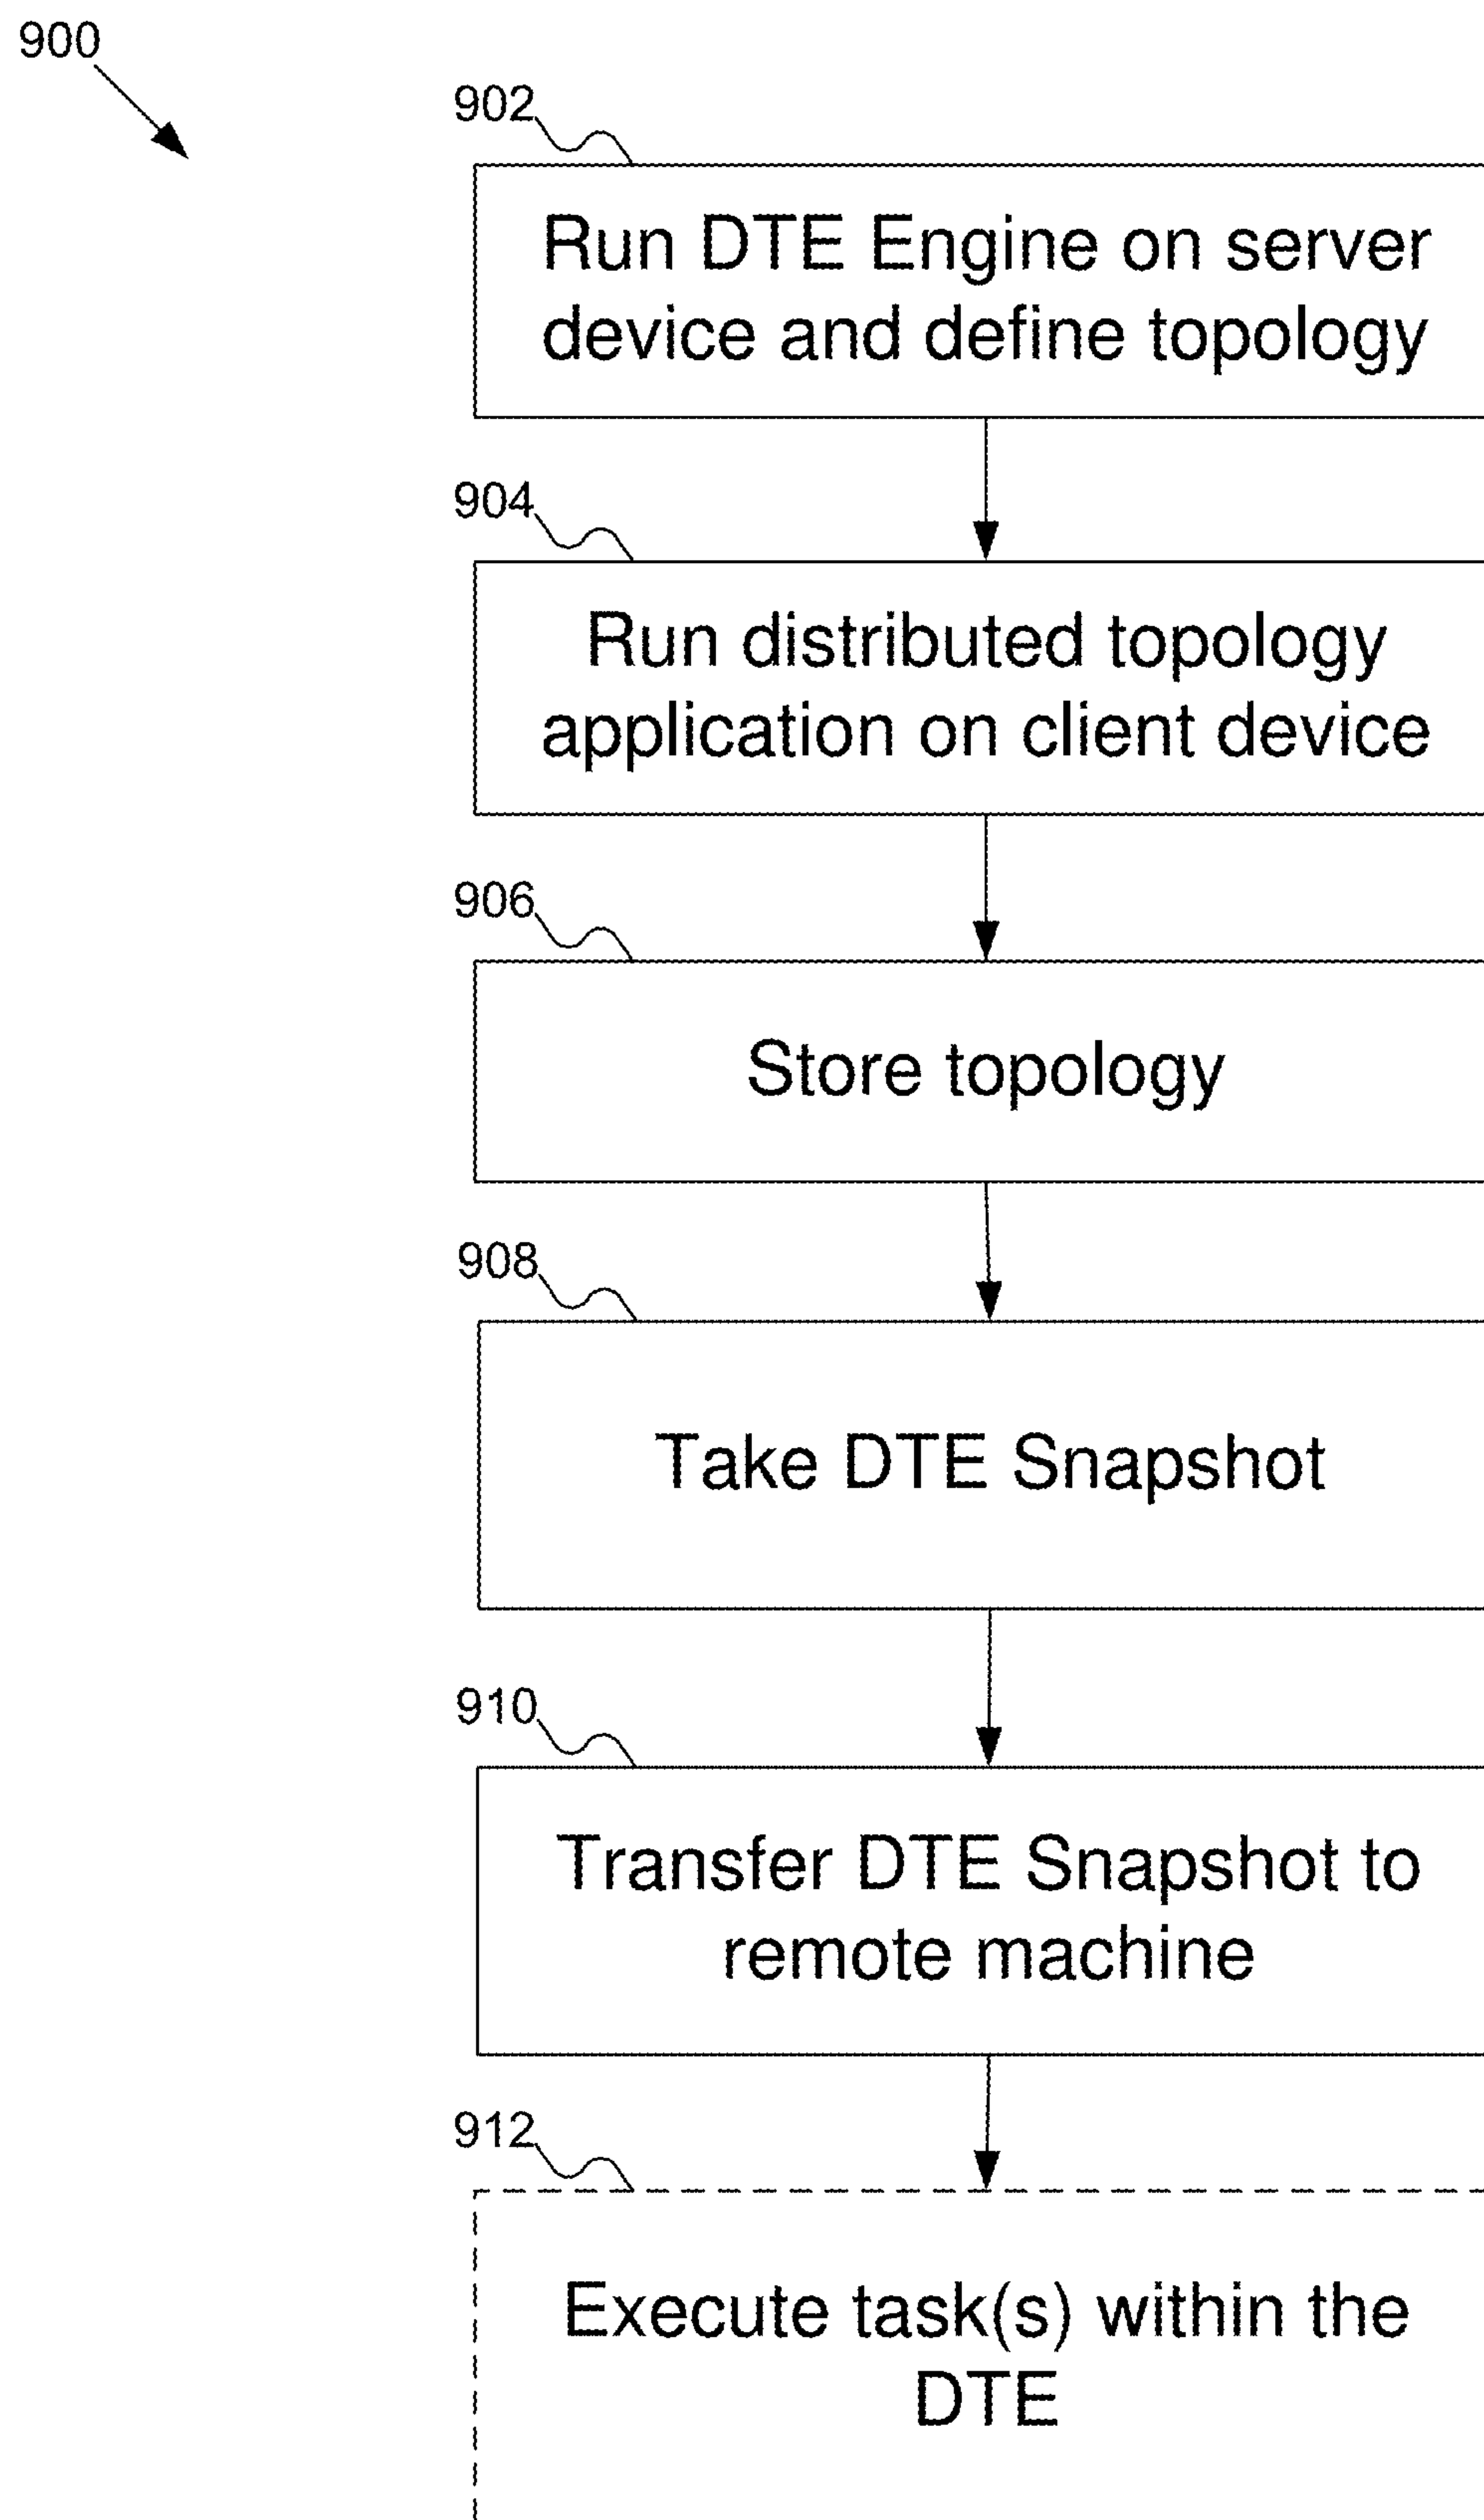 900
902
Run DTE Engine on server
device and define topology
904
Run distributed topology
application on client device
906
Store topology
908
Take DTE Snapshot
910
Transfer DTE Snapshot to
remote machine
912
Execute task(s) within the
DTE